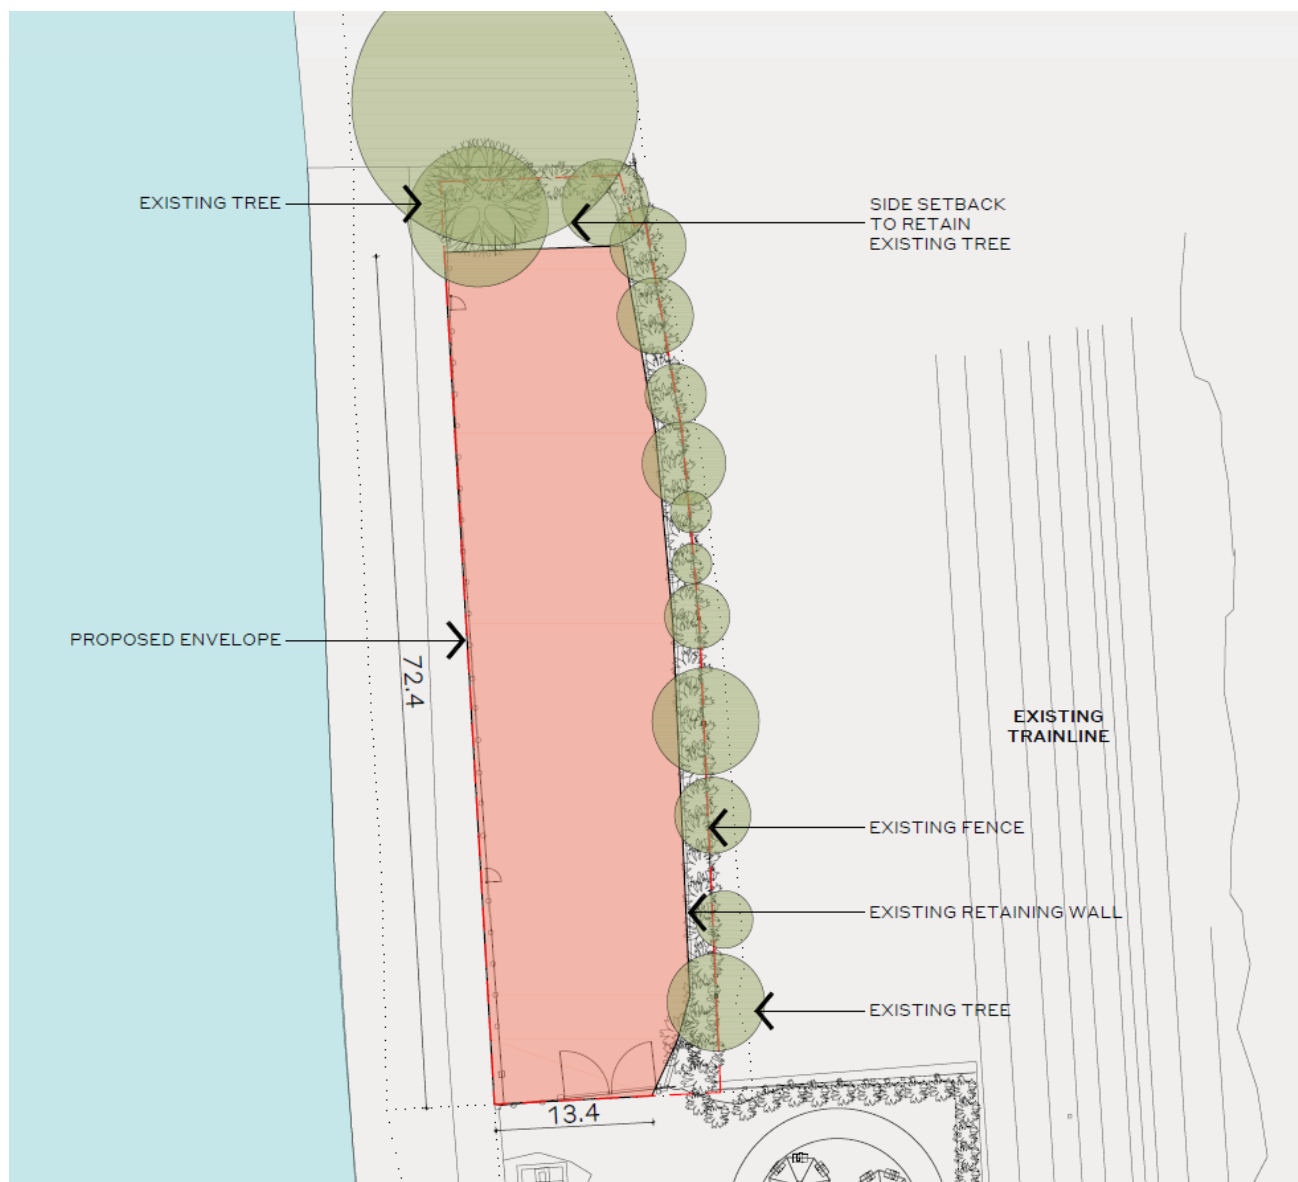 EXISTING TREE
SIDE SETBACK
TO RETAIN
EXISTING TREE
PROPOSED ENVELOPE
72.4
EXISTING
TRAINLINE
EXISTING FENCE
EXISTING RETAINING WALL
EXISTING TREE
13.4